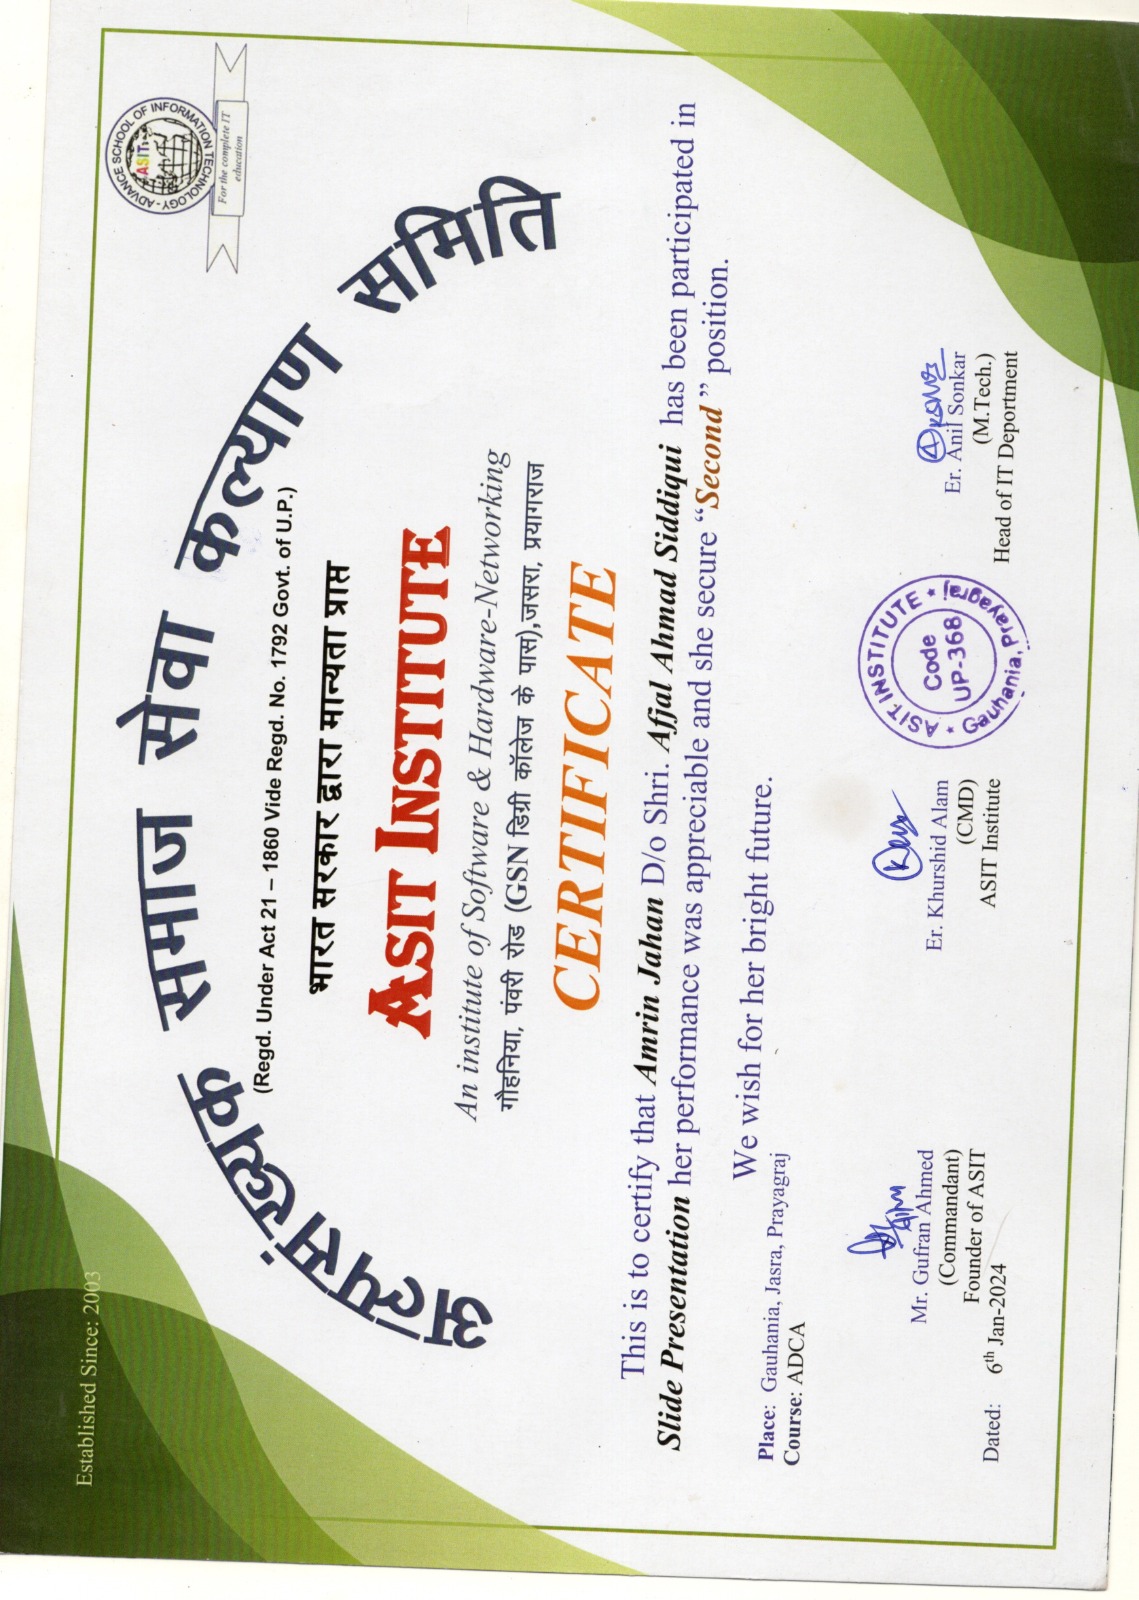 Established Since: 2003
अल्पसंख्यक समाज सेवा कल्याण समिति
ADVANCE SCHOOL OF INFORMATION TECHNOLOGY-
ASIT
For the complete IT
education
(Regd. Under Act 21 – 1860 Vide Regd. No. 1792 Govt. of U.P.)
भारत सरकार द्वारा मान्यता प्राप्त
ASIT INSTITUTE
An institute of Software & Hardware-Networking
गौहनिया, पंवरी रोड (GSN डिग्री कॉलेज के पास),जसरा, प्रयागराज
CERTIFICATE
This is to certify that Amrin Jahan D/o Shri. Afjal Ahmad Siddiqui has been participated in
Slide Presentation her performance was appreciable and she secure “Second ” position.
We wish for her bright future.
Place: Gauhania, Jasra, Prayagraj
Course: ADCA
Mr. Gufran Ahmed
(Commandant)
Founder of ASIT
Dated: 6th Jan-2024
Er. Khurshid Alam
(CMD)
ASIT Institute
ASIT INSTITUTE
Code
UP-368
Gauhania, Prayagraj
Er. Anil Sonkar
(M.Tech.)
Head of IT Deportment